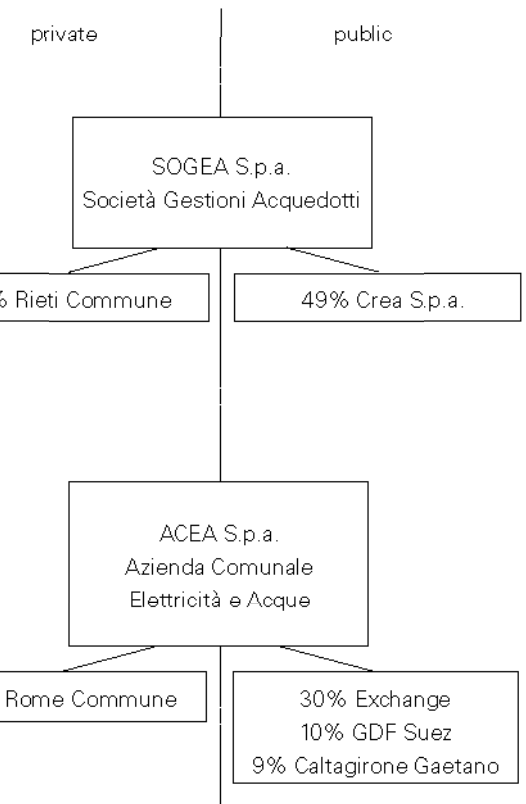 private
public
SOGEA S.p.a.
Società Gestioni Acquedotti
% Rieti Commune
49% Crea S.p.a.
ACEA S.p.a.
Azienda Comunale
Elettricità e Acque
Rome Commune
30% Exchange
10% GDF Suez
9% Caltagirone Gaetano